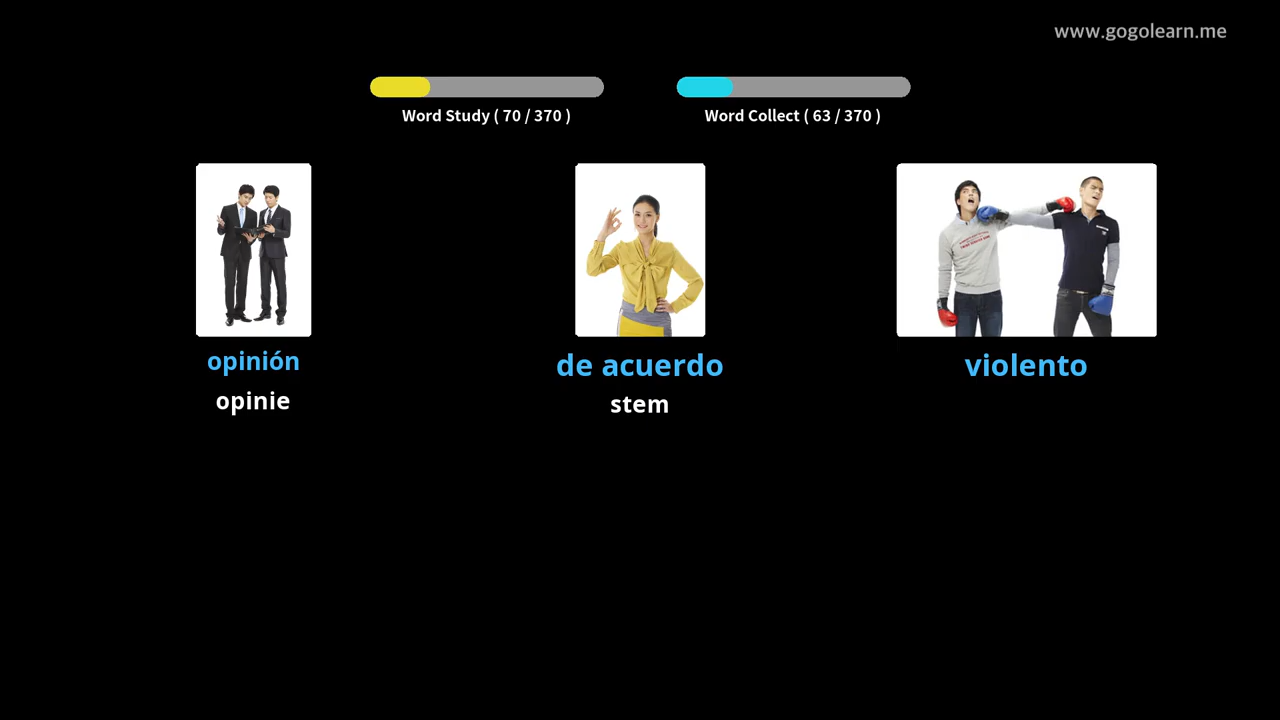 www.gogolearn.me
Word Study ( 70 / 370 )
Word Collect ( 63 / 370 )
opinión
de acuerdo
violento
opinie
stem